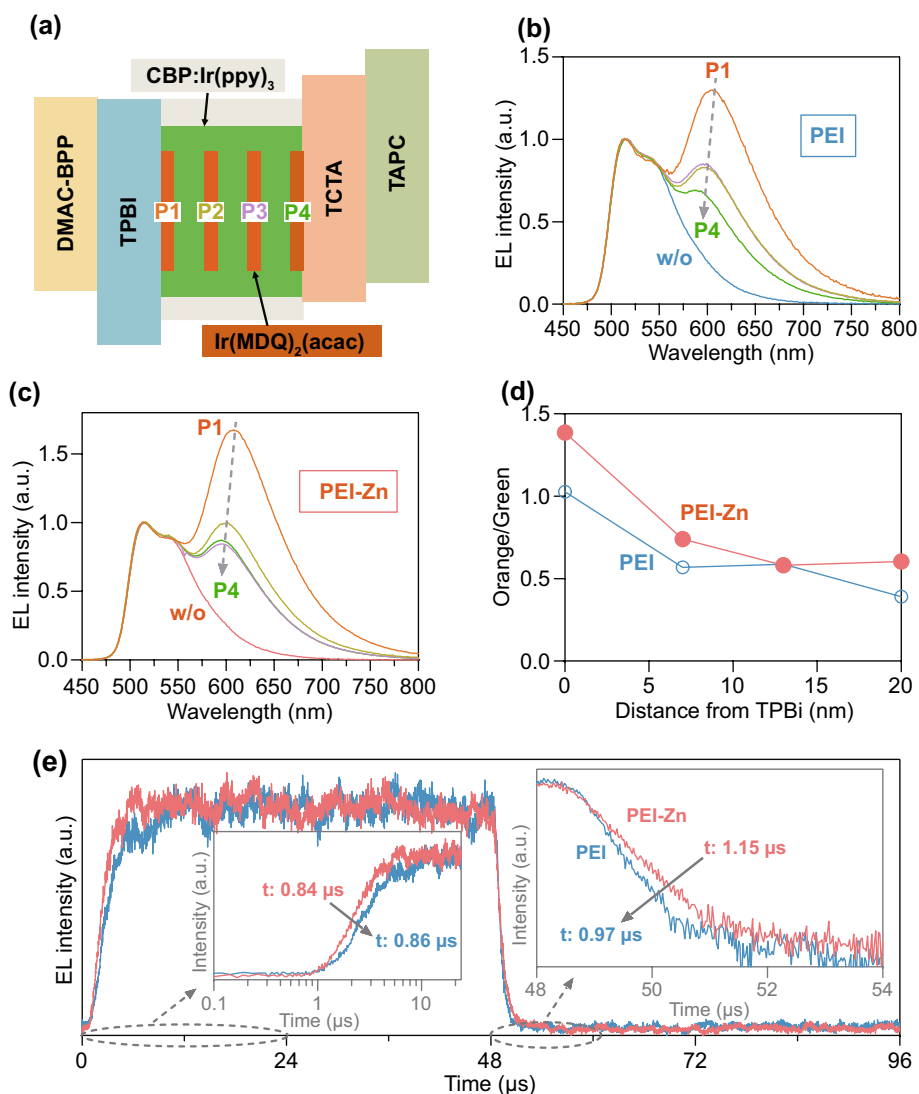 (a)
CBP:Ir(ppy)3
DMAC-BPP
TPBI
P1
P2
P3
P4
TCTA
TAPC
Ir(MDQ)2(acac)
(b)
EL intensity (a.u.)
1.5
1.0
0.5
0.0
P1
PEI
P4
w/o
450 500 550 600 650 700 750 800
Wavelength (nm)
(c)
EL intensity (a.u.)
1.5
1.0
0.5
0.0
P1
PEI-Zn
P4
w/o
450 500 550 600 650 700 750 800
Wavelength (nm)
(d)
Orange/Green
1.5
1.0
0.5
0.0
PEI-Zn
PEI
0 5 10 15 20
Distance from TPBi (nm)
(e)
EL intensity (a.u.)
Intensity (a.u.)
t: 0.84 µs
t: 0.86 µs
0.1 1 10
Time (µs)
Intensity (a.u.)
PEI-Zn
PEI
t: 1.15 µs
t: 0.97 µs
48 50 52 54
Time (µs)
0 24 48 72 96
Time (µs)